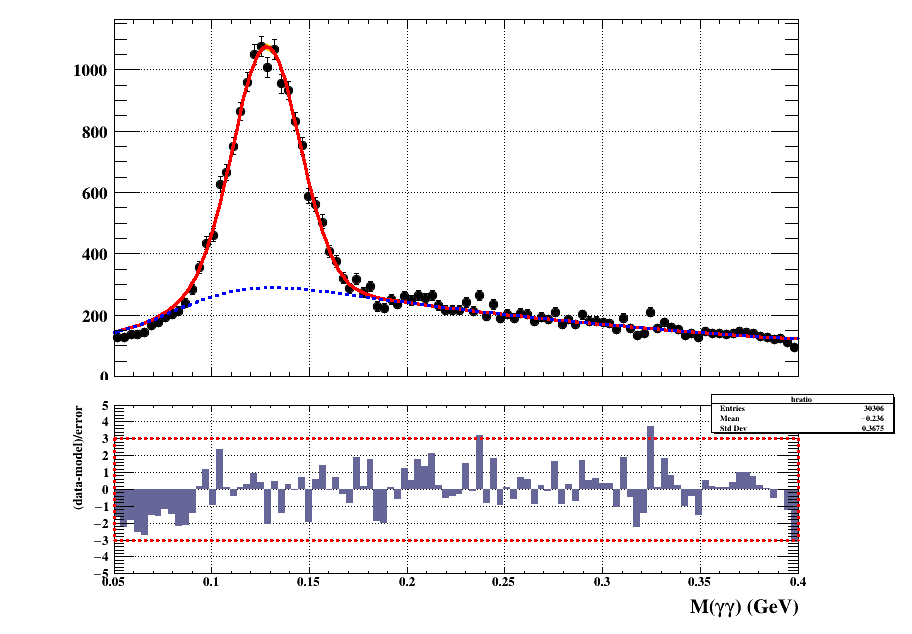 1000
800
600
400
200
0
5
4
3
2
1
0
−1
−2
−3
−4
−5
(data-model)/error
hratio
Entries 30306
Mean −0.236
Std Dev 0.3675
0.05 0.1 0.15 0.2 0.25 0.3 0.35 0.4
M(γγ) (GeV)